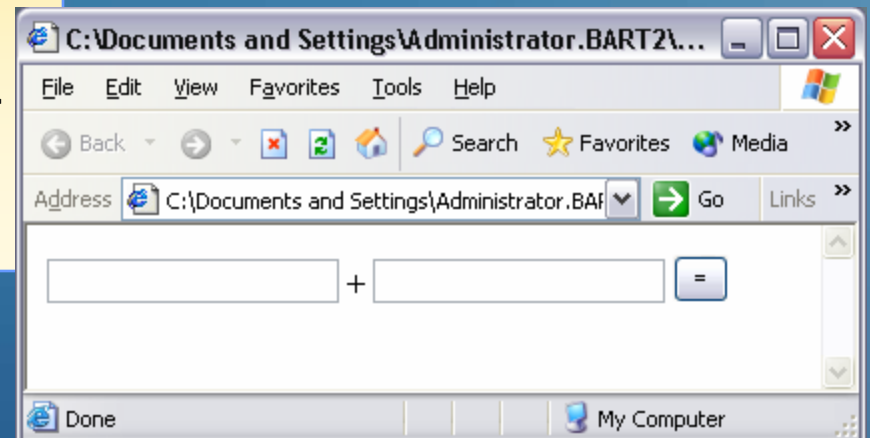 C:\Documents and Settings\Administrator.BART2\...
File Edit View Favorites Tools Help
Back Search Favorites Media »
Address C:\Documents and Settings\Administrator.BAR Go Links »
+ =
Done My Computer